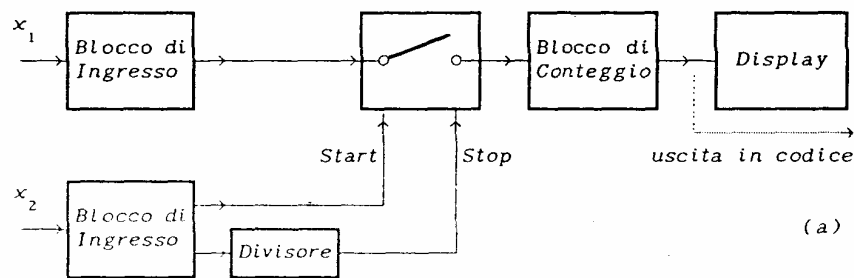 x1
Blocco di
Ingresso
Blocco di
Conteggio
Display
Start
Stop
uscita in codice
x2
Blocco di
Ingresso
Divisore
(a)